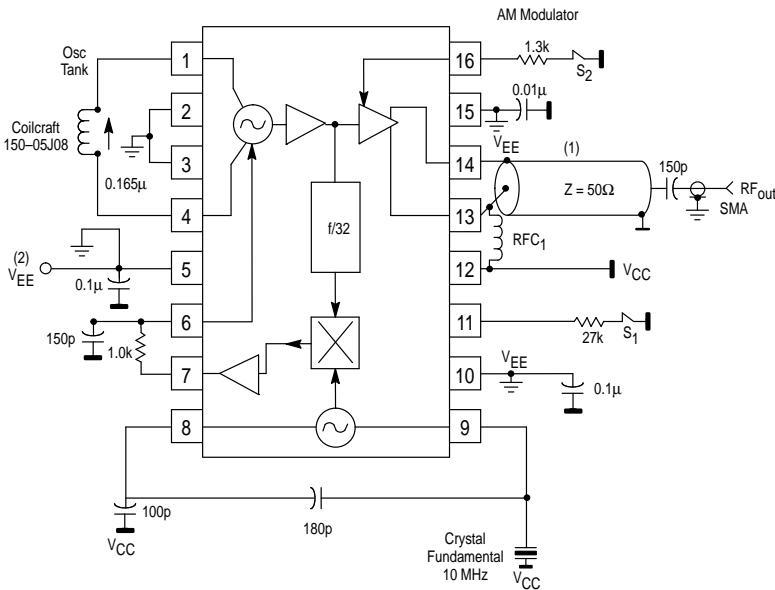 AM Modulator
Osc
Tank
1
16
1.3k
S2
Coilcraft
150–05J08
0.165µ
2
15
0.01µ
VEE
3
14
(1)
Z = 50Ω
150p
RFout
SMA
4
13
RFC1
f/32
(2)
VEE
0.1µ
5
12
VCC
6
11
27k
S1
150p
1.0k
7
10
VEE
0.1µ
8
9
100p
VCC
180p
Crystal
Fundamental
10 MHz
VCC